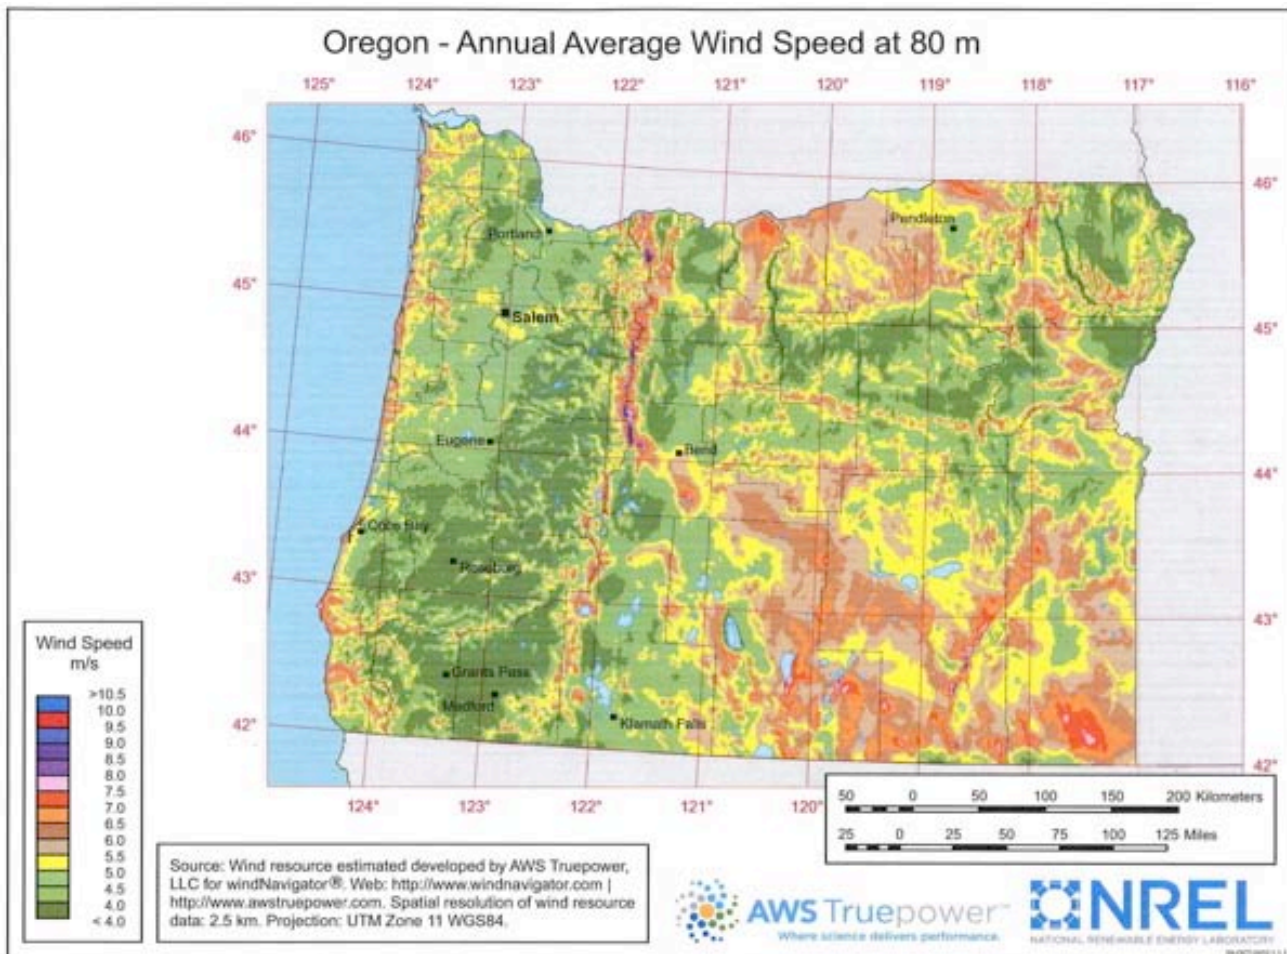 Oregon - Annual Average Wind Speed at 80 m
125° 124° 123° 122° 121° 120° 119° 118° 117° 116°
46°
46°
Pendleton
Portland
45°
Salem
45°
44°
Eugene
Bend
44°
Coos Bay
Roseburg
43°
43°
Grants Pass
Medford
Klamath Falls
42°
42°
124° 123° 122° 121° 120°
Wind Speed
m/s
>10.5
10.0
9.5
9.0
8.5
8.0
7.5
7.0
6.5
6.0
5.5
5.0
4.5
4.0
< 4.0
50 0 50 100 150 200 Kilometers
25 0 25 50 75 100 125 Miles
Source: Wind resource estimated developed by AWS Truepower,
LLC for windNavigator®. Web: http://www.windnavigator.com |
http://www.awstruepower.com. Spatial resolution of wind resource
data: 2.5 km. Projection: UTM Zone 11 WGS84.
AWS Truepower™
Where science delivers performance.
NREL
NATIONAL RENEWABLE ENERGY LABORATORY